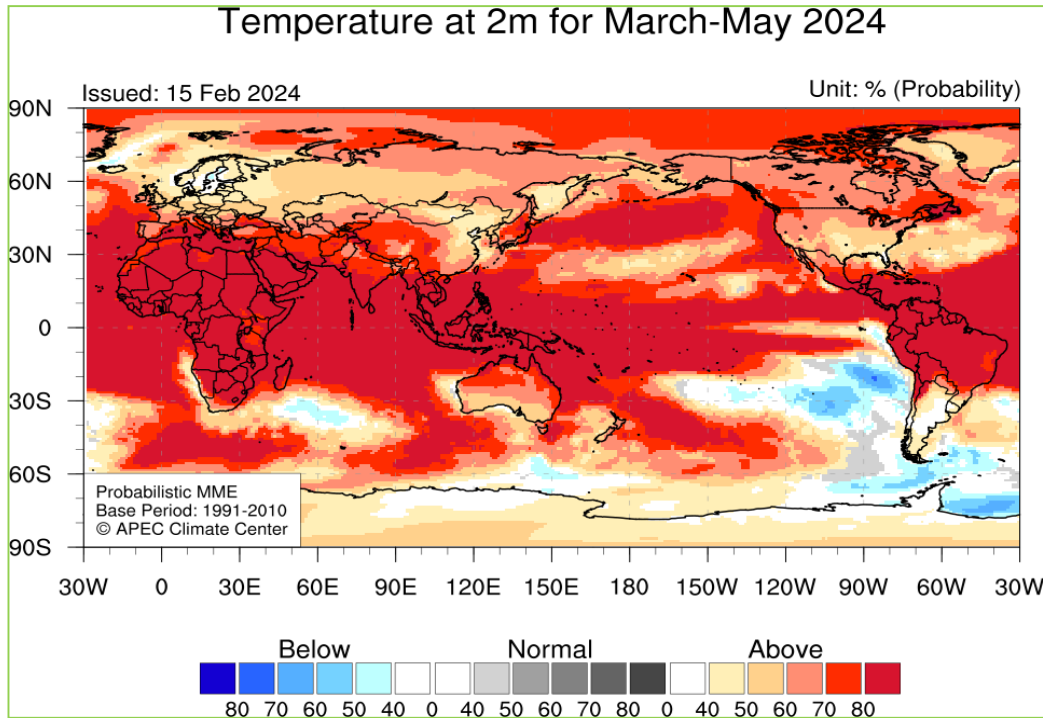 Temperature at 2m for March-May 2024
Issued: 15 Feb 2024
Unit: % (Probability)
90N
60N
30N
0
30S
60S
90S
Probabilistic MME
Base Period: 1991-2010
© APEC Climate Center
30W 0 30E 60E 90E 120E 150E 180 150W 120W 90W 60W 30W
Below Normal Above
80 70 60 50 40 0 40 50 60 70 80 0 40 50 60 70 80